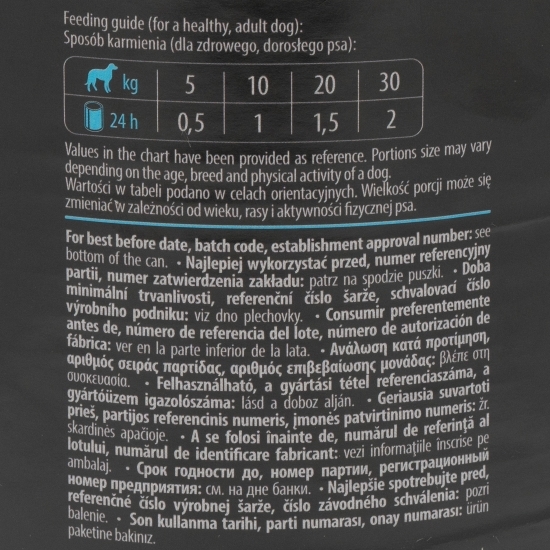 Feeding guide (for a healthy, adult dog):
Sposób karmienia (dla zdrowego, dorosłego psa):
kg 5 10 20 30
24 h 0,5 1 1,5 2
Values in the chart have been provided as reference. Portions size may vary
depending on the age, breed and physical activity of a dog.
Wartości w tabeli podano w celach orientacyjnych. Wielkość porcji może się
zmieniać w zależności od wieku, rasy i aktywności fizycznej psa.
For best before date, batch code, establishment approval number: see
bottom of the can. • Najlepiej wykorzystać przed, numer referencyjny
partii, numer zatwierdzenia zakładu: patrz na spodzie puszki. • Doba
minimální trvanlivosti, referenční číslo šarže, schvalovací číslo
výrobního podniku: viz dno plechovky. • Consumir preferentemente
antes de, número de referencia del lote, número de autorización de
fábrica: ver en la parte inferior de la lata. • Ανάλωση κατά προτίμηση,
αριθμός σειράς παρτίδας, αριθμός επιβεβαίωσης μονάδας: βλέπε στη
συσκευασία. • Felhasználható, a gyártási tétel referenciaszáma, a
gyártóüzem igazolószáma: lásd a doboz alján. • Geriausia suvartoti
prieš, partijos referencinis numeris, įmonės patvirtinimo numeris: žr.
skardinės apačioje. • A se folosi înainte de, numărul de referință al
lotului, numărul de identificare fabricant: vezi informațiile înscrise pe
ambalaj. • Срок годности до, номер партии, регистрационный
номер предприятия: см. на дне банки. • Najlepšie spotrebujte pred,
referenčné číslo výrobnej šarže, číslo závodného schválenia: pozri
balenie. • Son kullanma tarihi, parti numarası, onay numarası: ürün
paketine bakınız.